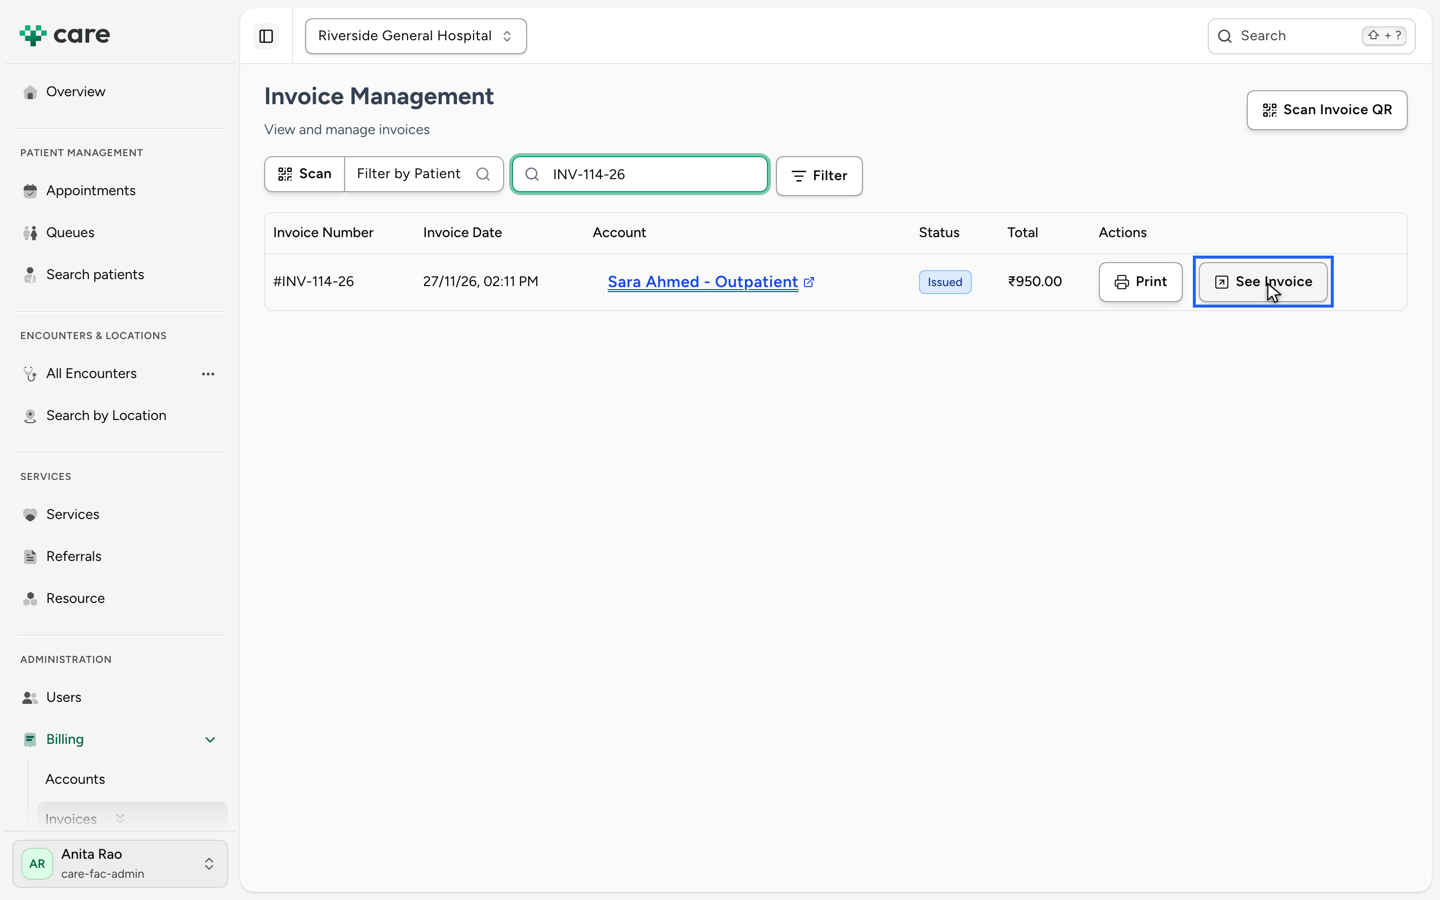 care
Riverside General Hospital
Search
⇧ + ?
Overview
PATIENT MANAGEMENT
Appointments
Queues
Search patients
ENCOUNTERS & LOCATIONS
All Encounters
Search by Location
SERVICES
Services
Referrals
Resource
ADMINISTRATION
Users
Billing
Accounts
Invoices
AR
Anita Rao
care-fac-admin
Invoice Management
View and manage invoices
Scan Invoice QR
Scan
Filter by Patient
INV-114-26
Filter
Invoice Number Invoice Date Account Status Total Actions
#INV-114-26 27/11/26, 02:11 PM Sara Ahmed - Outpatient Issued ₹950.00 Print See Invoice